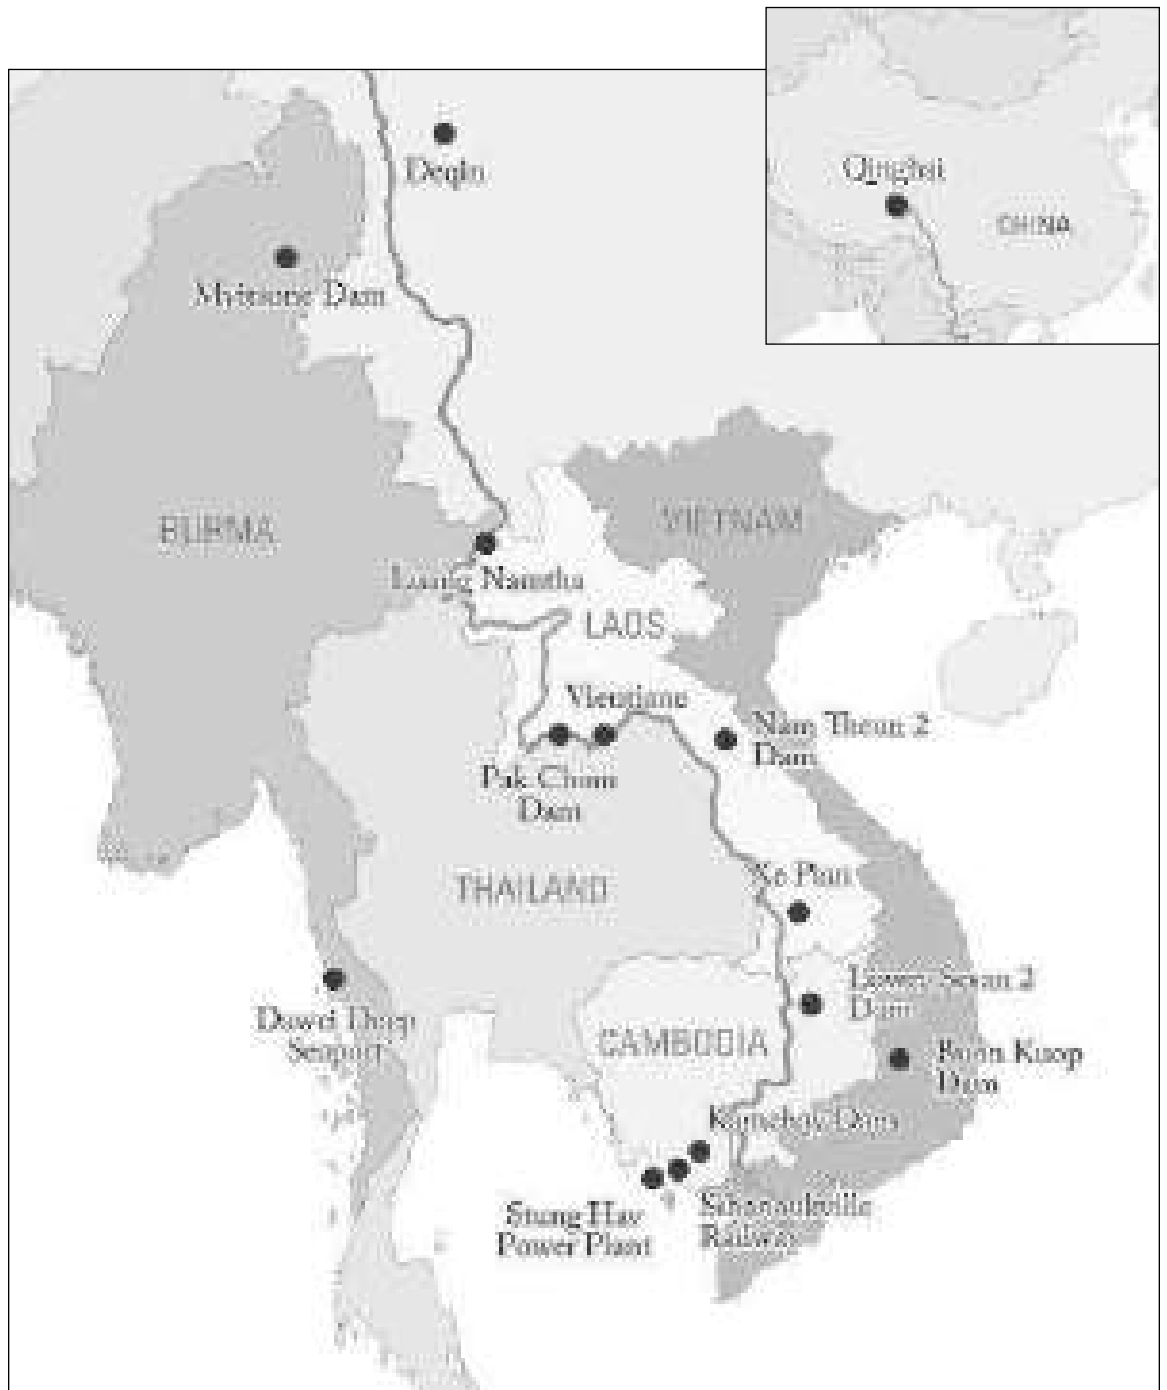 Qinghai
CHINA
Deqin
Myitsone Dam
BURMA
VIETNAM
Luang Namtha
LAOS
Vientiane
Nam Theun 2
Dam
Pak Chom
Dam
Xe Pian
THAILAND
Lower Sesan 2
Dam
Dawei Deep
Seaport
CAMBODIA
Buon Kuop
Dam
Kamchay Dam
Stung Hav
Power Plant
Sihanoukville
Railway